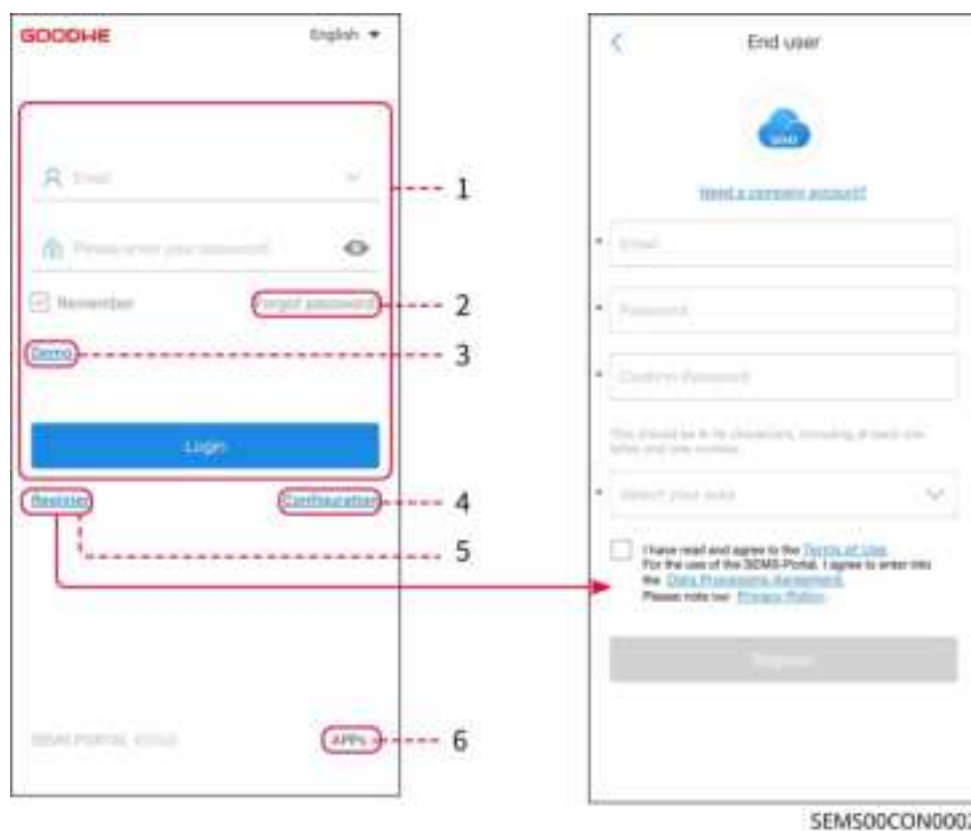 GOODWE
English
Email
1
Please enter your password
Remember
Forgot password
2
Demo
3
Login
Register
Configuration
4
5
SEMS PORTAL
APPs
6
End user
Need a company account?
* Email
* Password
* Confirm Password
* Select your area
I have read and agree to the Terms of Use.
For the use of the SEMS-Portal, I agree to enter into
the Data Processing Agreement.
Please note our Privacy Policy.
Register
SEMS00CON0002